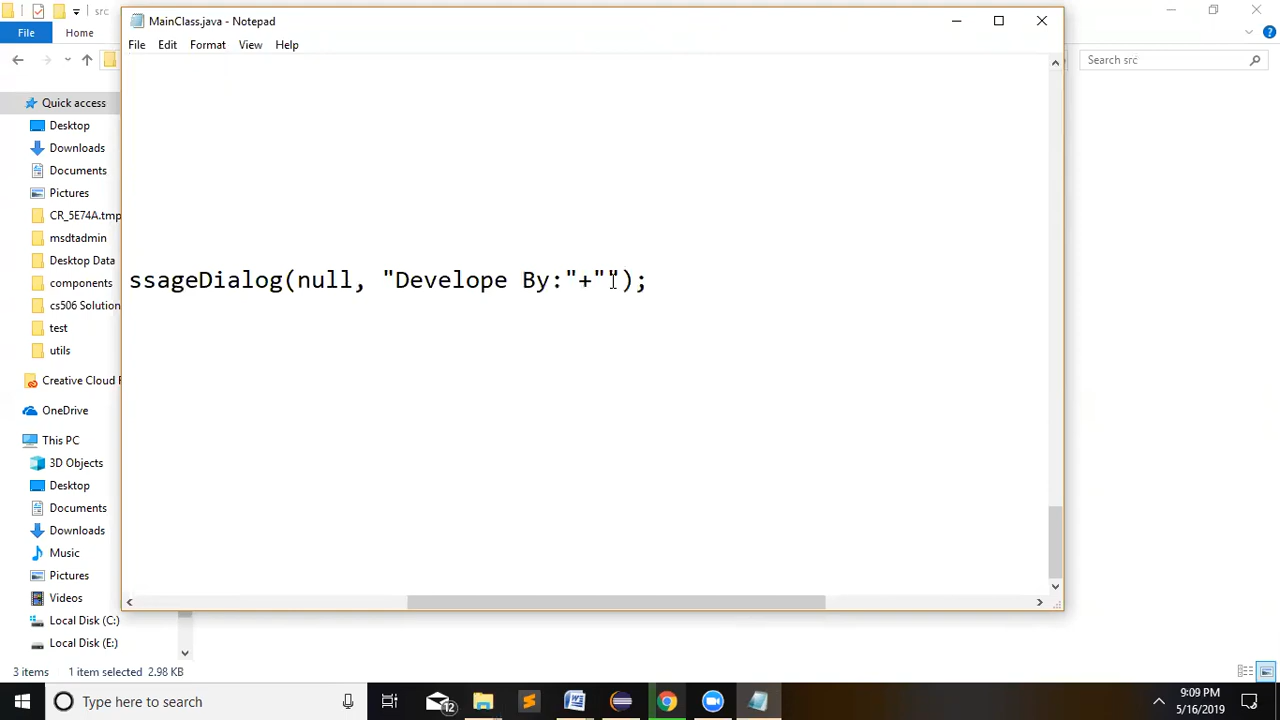 src
MainClass.java - Notepad
File
Home
File Edit Format View Help
Search src
Quick access
Desktop
Downloads
Documents
Pictures
CR_5E74A.tmp
msdtadmin
Desktop Data
components
cs506 Solution
test
utils
Creative Cloud F
OneDrive
This PC
3D Objects
Desktop
Documents
Downloads
Music
Pictures
Videos
Local Disk (C:)
Local Disk (E:)
ssageDialog(null, "Develope By:"+"");
3 items 1 item selected 2.98 KB
Type here to search
12
9:09 PM
5/16/2019